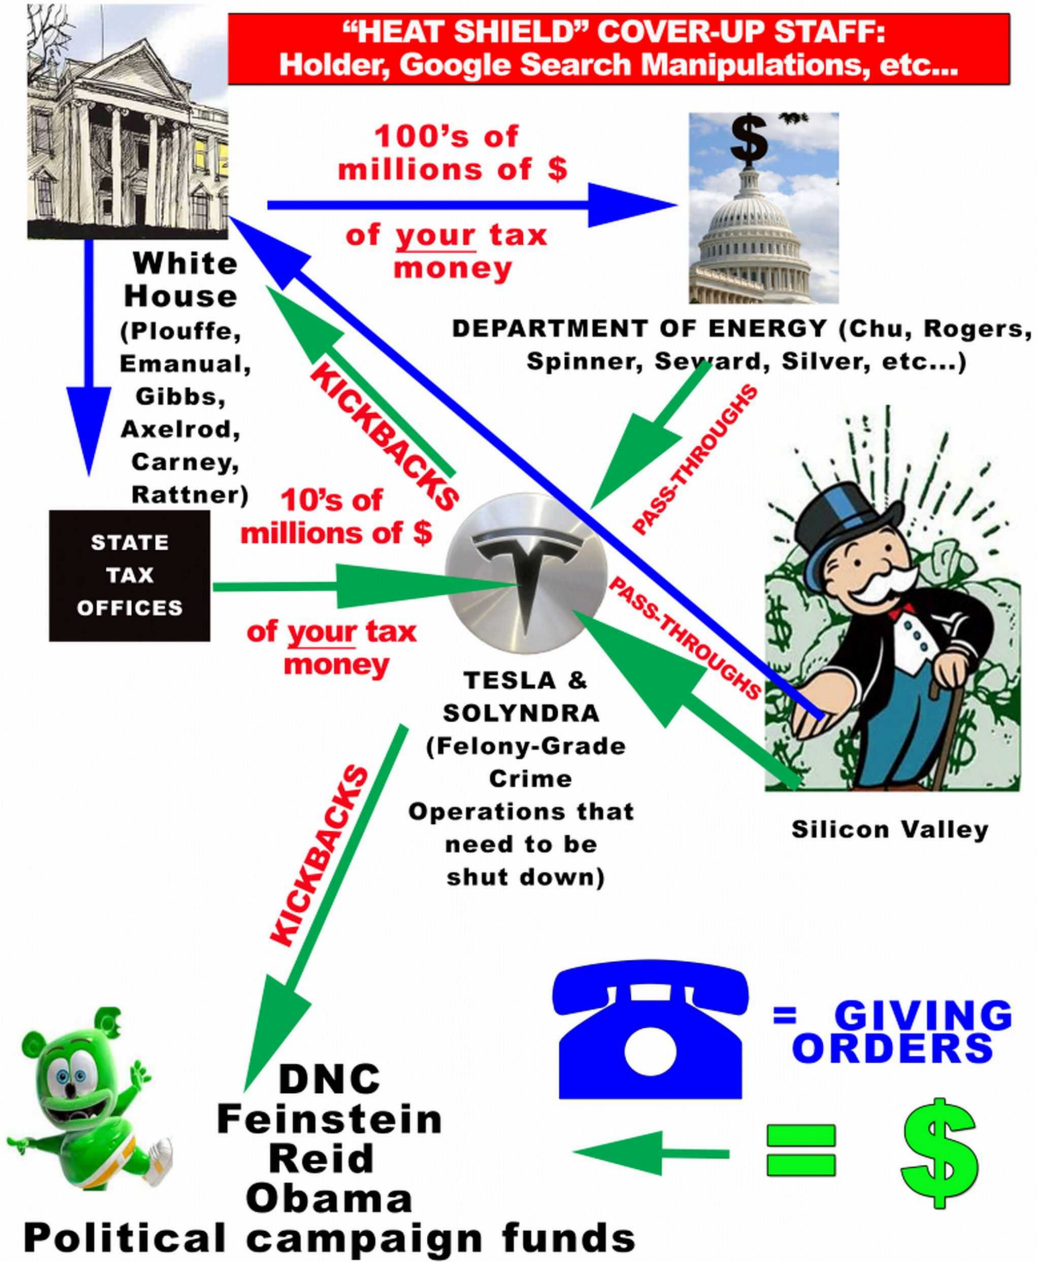 “HEAT SHIELD” COVER-UP STAFF:
Holder, Google Search Manipulations, etc...
100’s of
millions of $
of your tax
money
$
White
House
(Plouffe,
Emanual,
Gibbs,
Axelrod,
Carney,
Rattner)
DEPARTMENT OF ENERGY (Chu, Rogers,
Spinner, Seward, Silver, etc...)
KICKBACKS
PASS-THROUGHS
10’s of
millions of $
of your tax
money
STATE
TAX
OFFICES
PASS-THROUGHS
TESLA &
SOLYNDRA
(Felony-Grade
Crime
Operations that
need to be
shut down)
$
$
$
Silicon Valley
KICKBACKS
= GIVING
ORDERS
= $
DNC
Feinstein
Reid
Obama
Political campaign funds